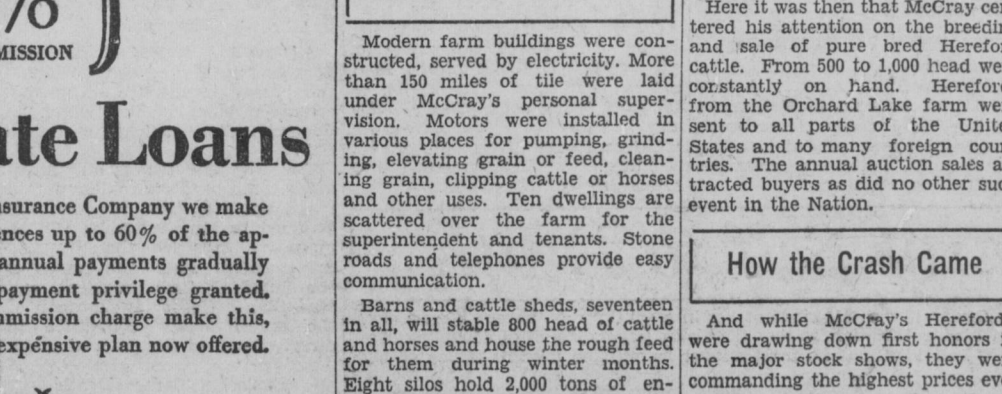 %
MISSION
Loans
Insurance Company we make
up to 60% of the ap-
annual payments gradually
payment privilege granted.
charge make this,
expensive plan now offered.
Modern farm buildings were con-
structed, served by electricity. More
than 150 miles of tile were laid
under McCray's personal super-
vision. Motors were installed in
various places for pumping, grind-
ing, elevating grain or feed, clean-
ing grain, clipping cattle or horses
and other uses. Ten dwellings are
scattered over the farm for the
superintendent and tenants. Stone
roads and telephones provide easy
communication.
Barns and cattle sheds, seventeen
in all, will stable 800 head of cattle
and horses and house the rough feed
for them during winter months.
Eight silos hold 2,000 tons of en-
Here it was then that McCray cen
tered his attention on the breedin
and sale of pure bred Herefor
cattle. From 500 to 1,000 head we
constantly on hand. Hereford
from the Orchard Lake farm we
sent to all parts of the Unite
States and to many foreign coun
tries. The annual auction sales a
tracted buyers as did no other suc
event in the Nation.
How the Crash Came
And while McCray's Hereford
were drawing down first honors
the major stock shows, they we
commanding the highest prices eve